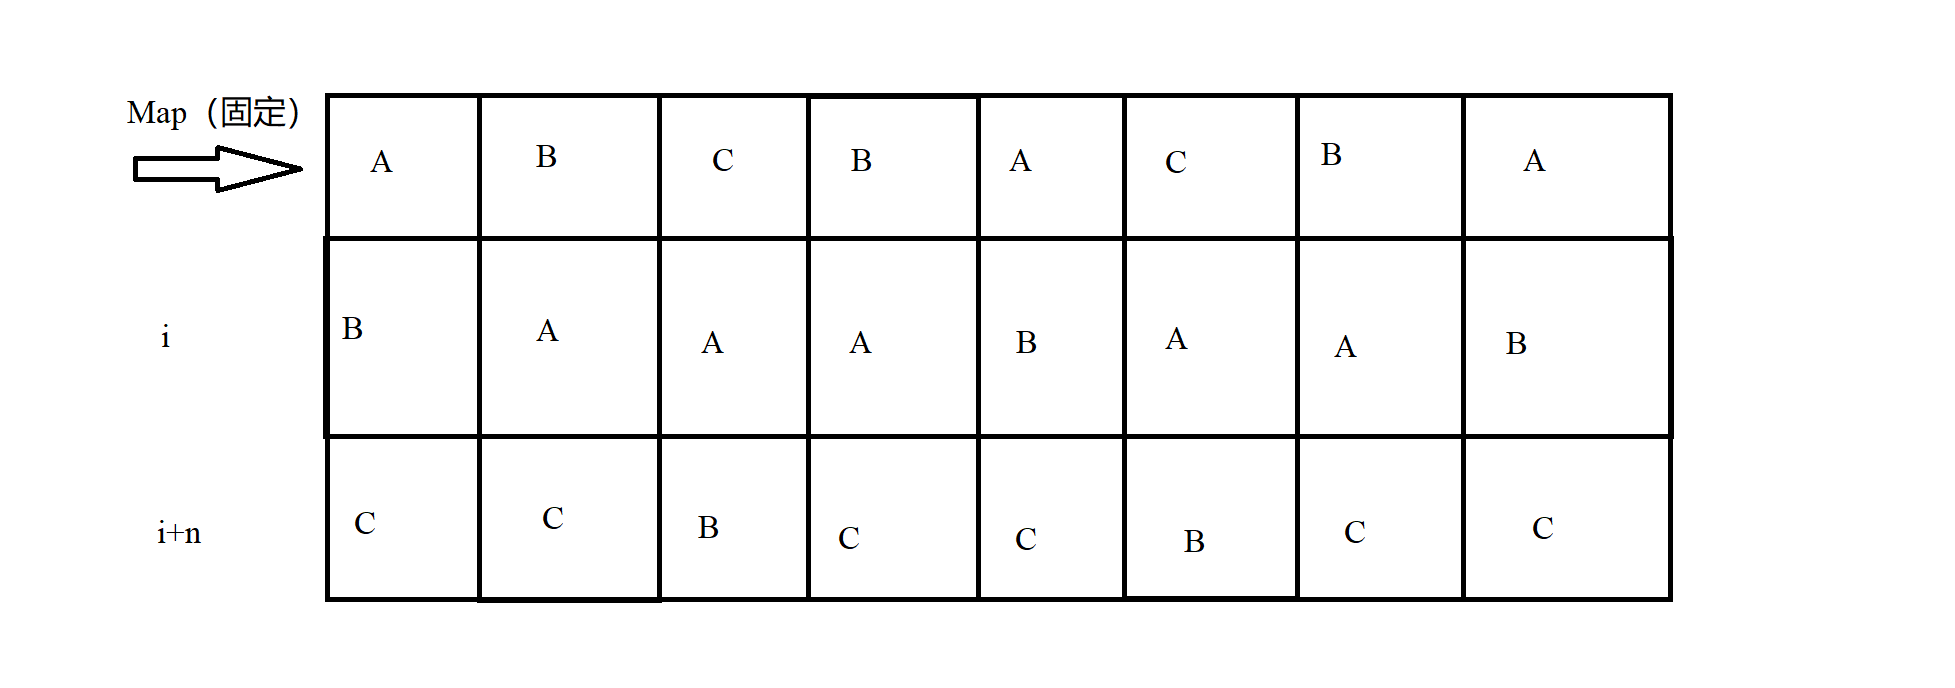 Map（固定）
A B C B A C B A
i B A A A B A A B
i+n C C B C C B C C